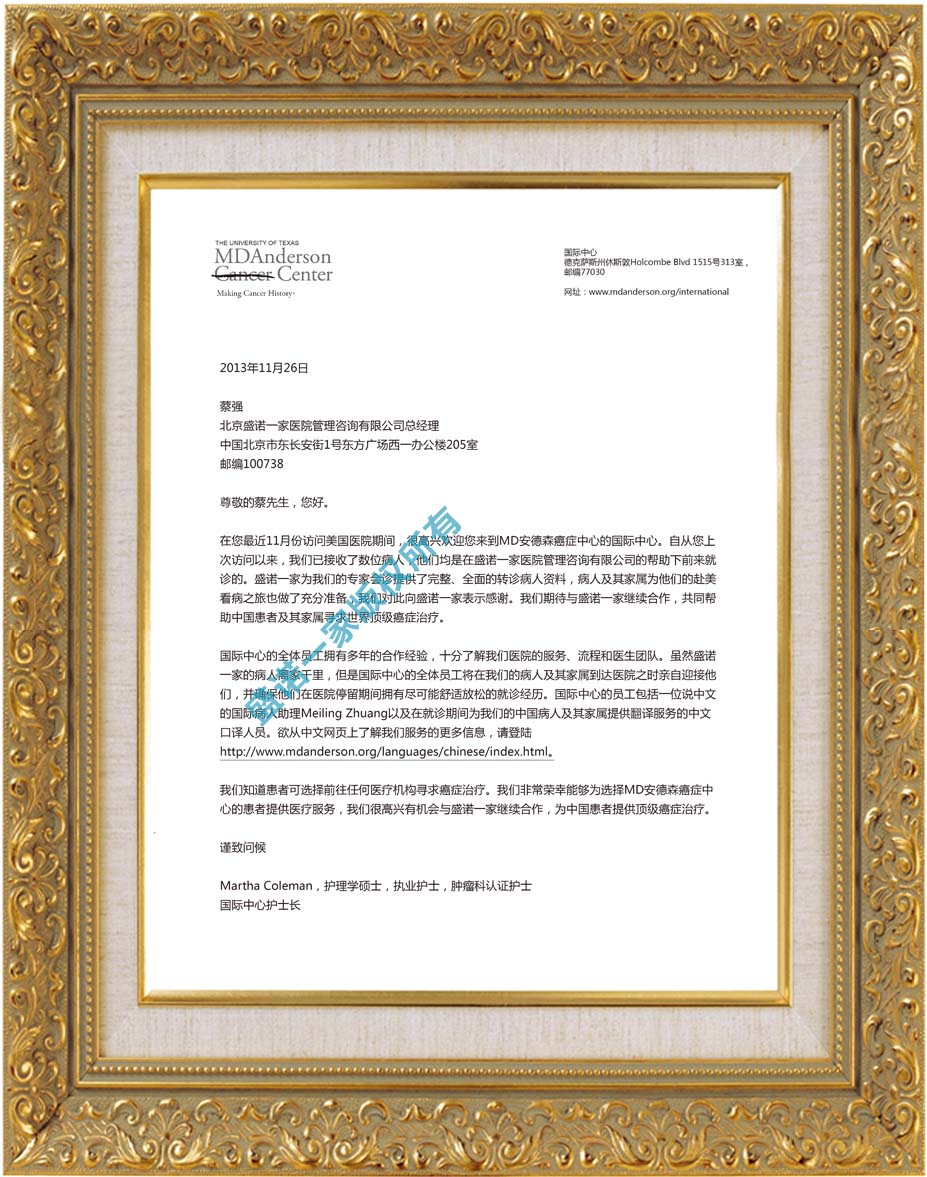 THE UNIVERSITY OF TEXAS
MDAnderson
Cancer Center
Making Cancer History®
国际中心
德克萨斯州休斯敦Holcombe Blvd 1515号313室，
邮编77030
网址：www.mdanderson.org/international
2013年11月26日
蔡强
北京盛诺一家医院管理咨询有限公司总经理
中国北京市东长安街1号东方广场西一办公楼205室
邮编100738
尊敬的蔡先生，您好。
在您最近11月份访问美国医院期间，很高兴欢迎您来到MD安德森癌症中心的国际中心。自从您上
次访问以来，我们已接收了数位病人，他们均是在盛诺一家医院管理咨询有限公司的帮助下前来就
诊的。盛诺一家为我们的专家会诊提供了完整、全面的转诊病人资料，病人及其家属为他们的赴美
看病之旅也做了充分准备。我们对此向盛诺一家表示感谢。我们期待与盛诺一家继续合作，共同帮
助中国患者及其家属寻求世界顶级癌症治疗。
国际中心的全体员工拥有多年的合作经验，十分了解我们医院的服务、流程和医生团队。虽然盛诺
一家的病人离家千里，但是国际中心的全体员工将在我们的病人及其家属到达医院之时亲自迎接他
们，并确保他们在医院停留期间拥有尽可能舒适放松的就诊经历。国际中心的员工包括一位说中文
的国际病人助理Meiling Zhuang以及在就诊期间为我们的中国病人及其家属提供翻译服务的中文
口译人员。欲从中文网页上了解我们服务的更多信息，请登陆
http://www.mdanderson.org/languages/chinese/index.html。
我们知道患者可选择前往任何医疗机构寻求癌症治疗。我们非常荣幸能够为选择MD安德森癌症中
心的患者提供医疗服务，我们很高兴有机会与盛诺一家继续合作，为中国患者提供顶级癌症治疗。
谨致问候
Martha Coleman，护理学硕士，执业护士，肿瘤科认证护士
国际中心护士长
盛诺一家版权所有